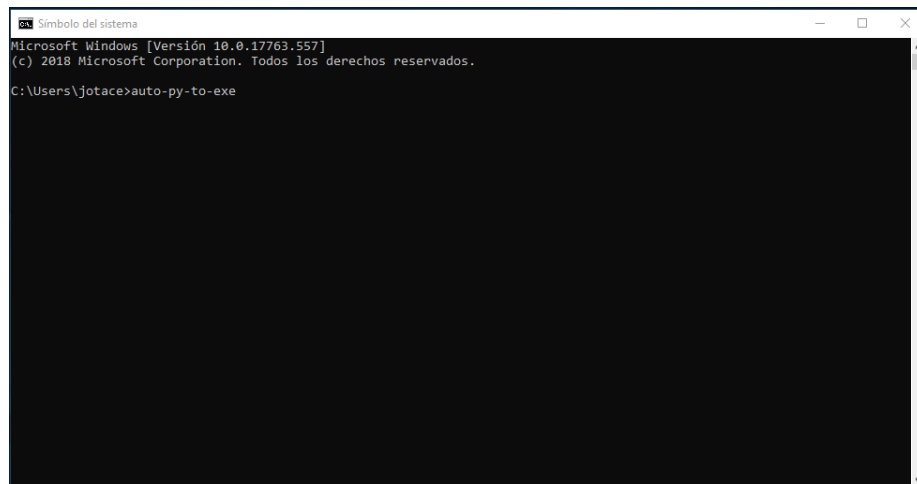 Símbolo del sistema
Microsoft Windows [Versión 10.0.17763.557]
(c) 2018 Microsoft Corporation. Todos los derechos reservados.
C:\Users\jotace>auto-py-to-exe